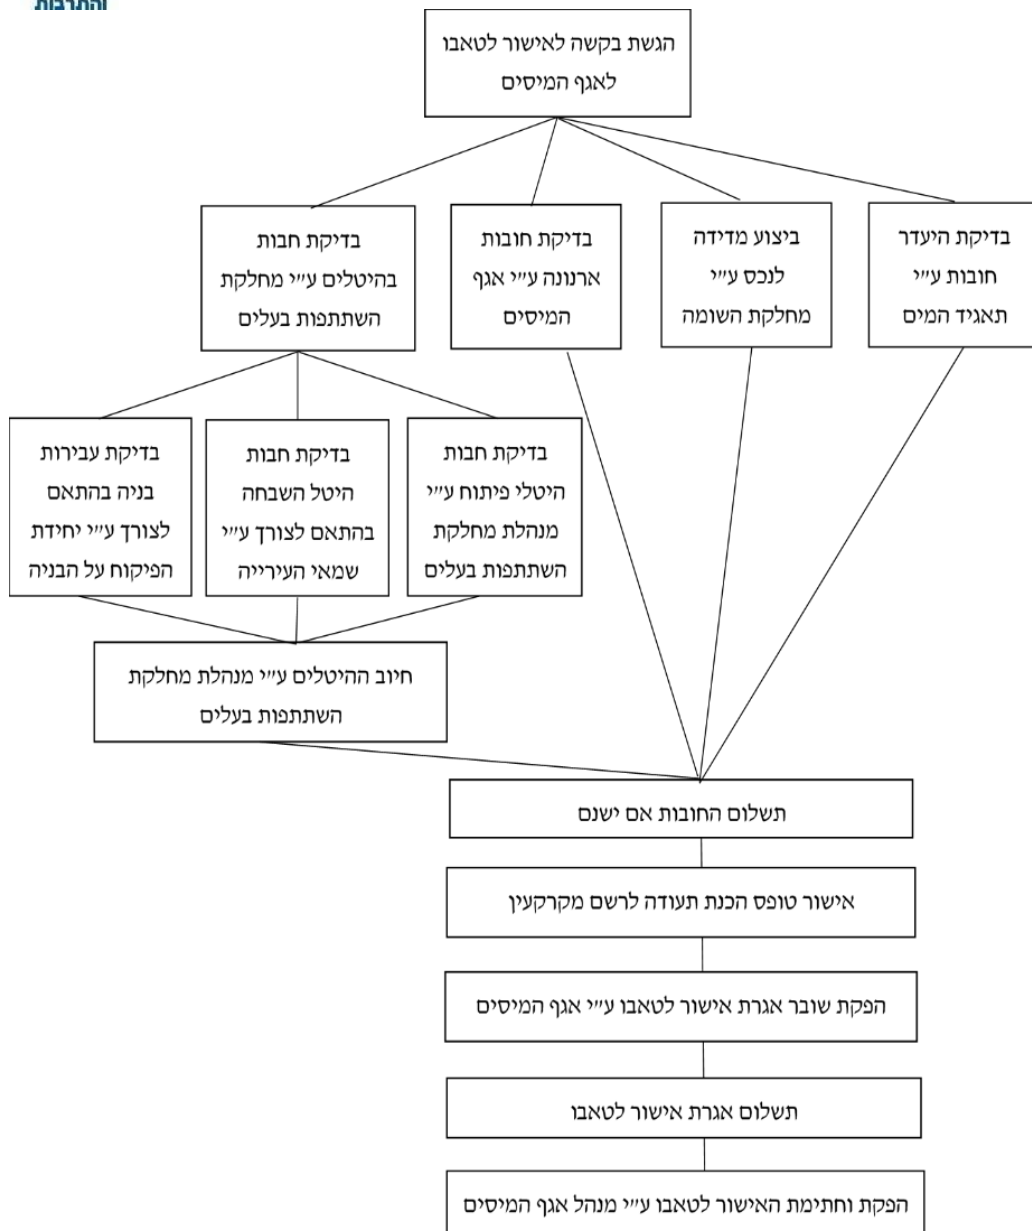 והתרבות
הגשת בקשה לאישור לטאבו
לאגף המיסים
בדיקת היעדר
חובות ע״י
תאגיד המים
ביצוע מדידה
לנכס ע״י
מחלקת השומה
בדיקת חובות
ארנונה ע״י אגף
המיסים
בדיקת חבות
בהיטלים ע״י מחלקת
השתתפות בעלים
בדיקת חבות
היטלי פיתוח ע״י
מנהלת מחלקת
השתתפות בעלים
בדיקת חבות
היטל השבחה
בהתאם לצורך ע״י
שמאי העירייה
בדיקת עבירות
בניה בהתאם
לצורך ע״י יחידת
הפיקוח על הבניה
חיוב ההיטלים ע״י מנהלת מחלקת
השתתפות בעלים
תשלום החובות אם ישנם
אישור טופס הכנת תעודה לרשם מקרקעין
הפקת שובר אגרת אישור לטאבו ע״י אגף המיסים
תשלום אגרת אישור לטאבו
הפקת וחתימת האישור לטאבו ע״י מנהל אגף המיסים